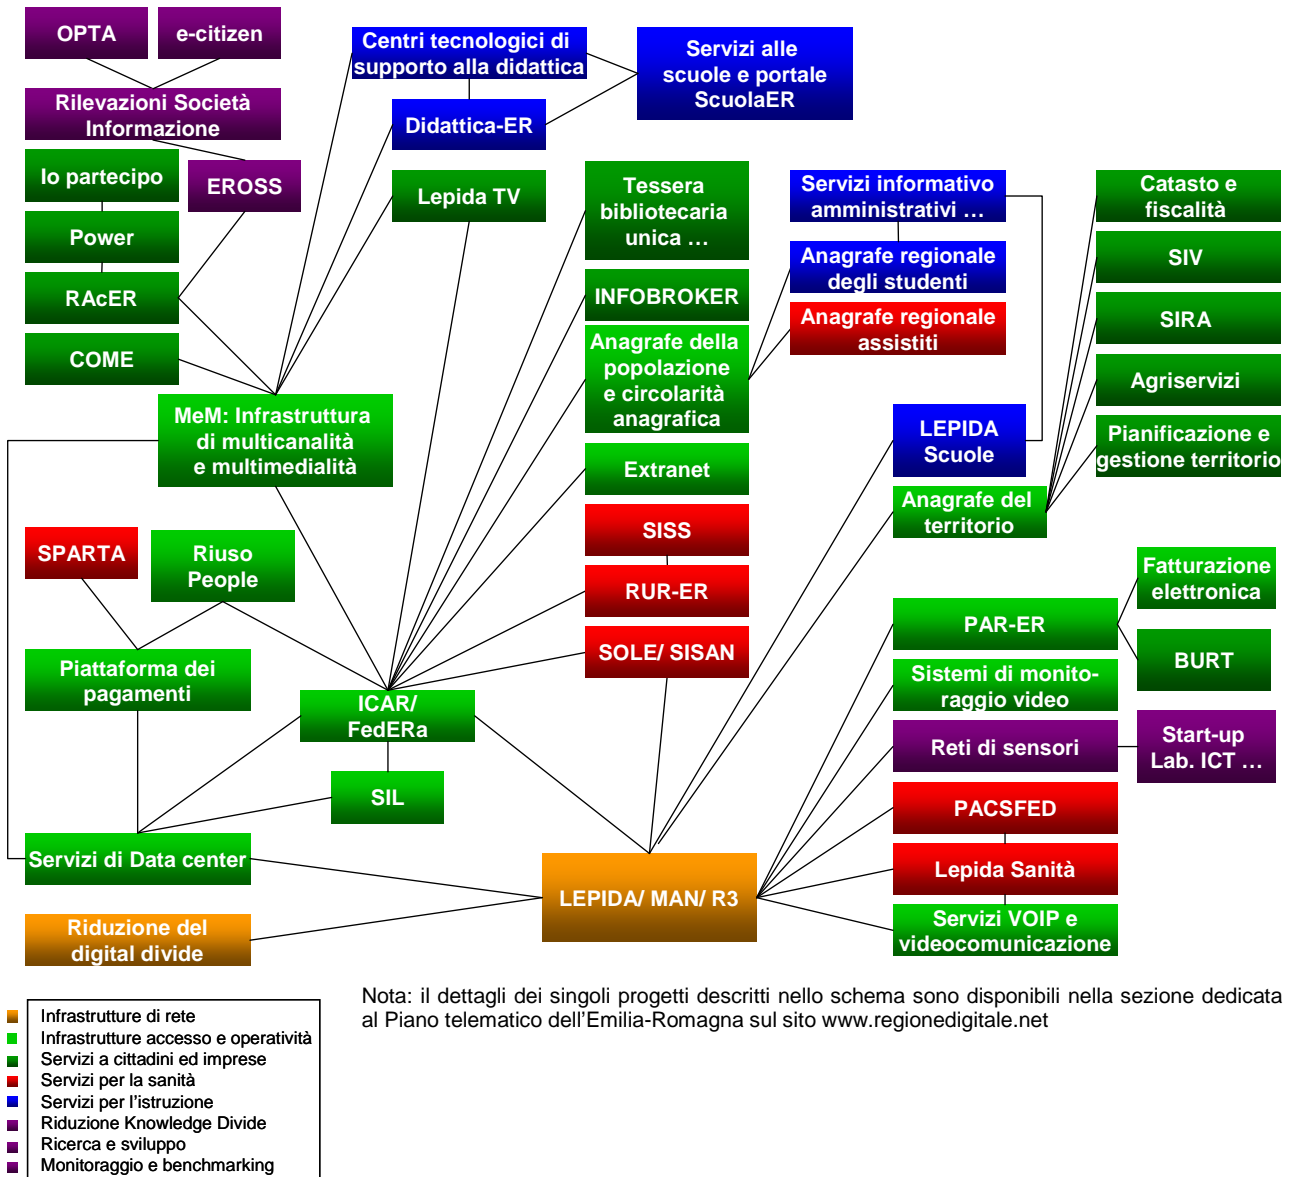 OPTA
e-citizen
Rilevazioni Società
Informazione
Io partecipo
EROSS
Power
RAcER
COME
MeM: Infrastruttura
di multicanalità
e multimedialità
SPARTA
Riuso
People
Piattaforma dei
pagamenti
ICAR/
FedERa
SIL
Servizi di Data center
Riduzione del
digital divide
Centri tecnologici di
supporto alla didattica
Servizi alle
scuole e portale
ScuolaER
Didattica-ER
Lepida TV
Tessera
bibliotecaria
unica …
INFOBROKER
Anagrafe della
popolazione
e circolarità
anagrafica
Extranet
SISS
RUR-ER
SOLE/ SISAN
LEPIDA/ MAN/ R3
Servizi informativo
amministrativi …
Anagrafe regionale
degli studenti
Anagrafe regionale
assistiti
LEPIDA
Scuole
Anagrafe del
territorio
Catasto e
fiscalità
SIV
SIRA
Agriservizi
Pianificazione e
gestione territorio
PAR-ER
Fatturazione
elettronica
BURT
Sistemi di monito-
raggio video
Reti di sensori
Start-up
Lab. ICT …
PACSFED
Lepida Sanità
Servizi VOIP e
videocomunicazione
Nota: il dettagli dei singoli progetti descritti nello schema sono disponibili nella sezione dedicata
al Piano telematico dell'Emilia-Romagna sul sito www.regionedigitale.net
Infrastrutture di rete
Infrastrutture accesso e operatività
Servizi a cittadini ed imprese
Servizi per la sanità
Servizi per l'istruzione
Riduzione Knowledge Divide
Ricerca e sviluppo
Monitoraggio e benchmarking